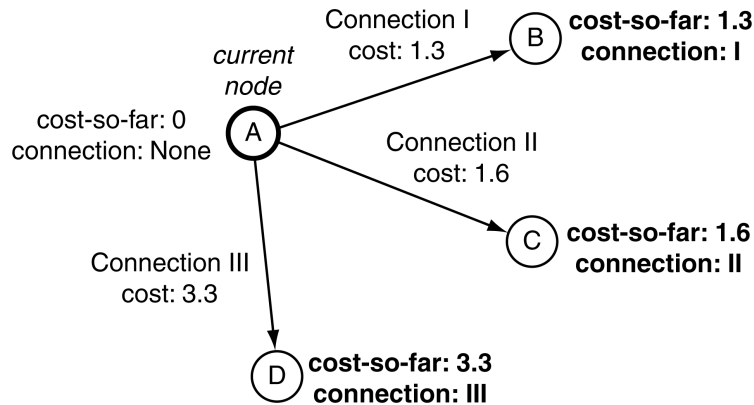 current
node
A
cost-so-far: 0
connection: None
Connection I
cost: 1.3
B
cost-so-far: 1.3
connection: I
Connection II
cost: 1.6
C
cost-so-far: 1.6
connection: II
Connection III
cost: 3.3
D
cost-so-far: 3.3
connection: III